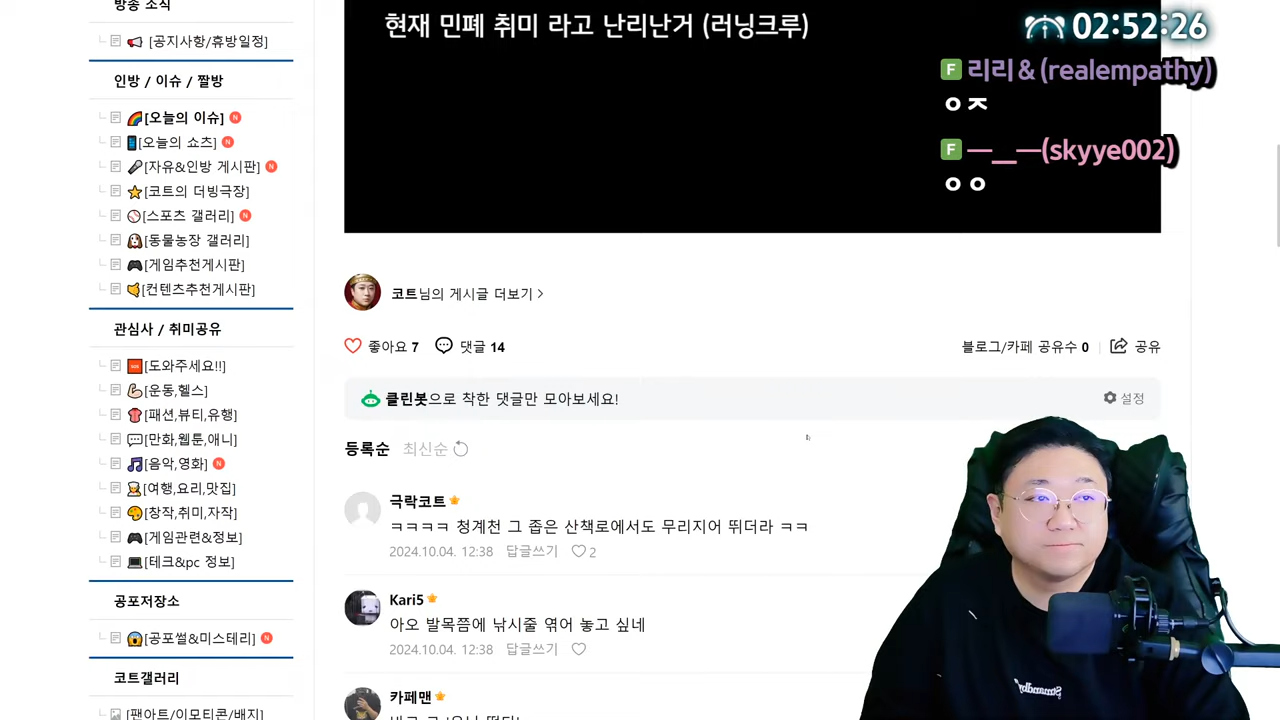 방송 소식
[공지사항/휴방일정]
인방 / 이슈 / 짤방
[오늘의 이슈] N
[오늘의 쇼츠] N
[자유&인방 게시판] N
[코트의 더빙극장]
[스포츠 갤러리] N
[동물농장 갤러리]
[게임추천게시판]
[컨텐츠추천게시판]
관심사 / 취미공유
[도와주세요!!]
[운동,헬스]
[패션,뷰티,유행]
[만화,웹툰,애니]
[음악,영화] N
[여행,요리,맛집]
[창작,취미,자작]
[게임관련&정보]
[테크&pc 정보]
공포저장소
[공포썰&미스테리] N
코트갤러리
[팬아트/이모티콘/배지]
현재 민폐 취미 라고 난리난거 (러닝크루)
02:52:26
F 리리&(realempathy)
ㅇㅈ
F ㅡ__ㅡ(skyye002)
ㅇㅇ
코트님의 게시글 더보기 >
좋아요 7 댓글 14
블로그/카페 공유수 0 공유
클린봇으로 착한 댓글만 모아보세요!
설정
등록순 최신순
극락코트
ㅋㅋㅋㅋ 청계천 그 좁은 산책로에서도 무리지어 뛰더라 ㅋㅋ
2024.10.04. 12:38 답글쓰기 2
Kari5
아오 발목쯤에 낚시줄 엮어 놓고 싶네
2024.10.04. 12:38 답글쓰기
카페맨